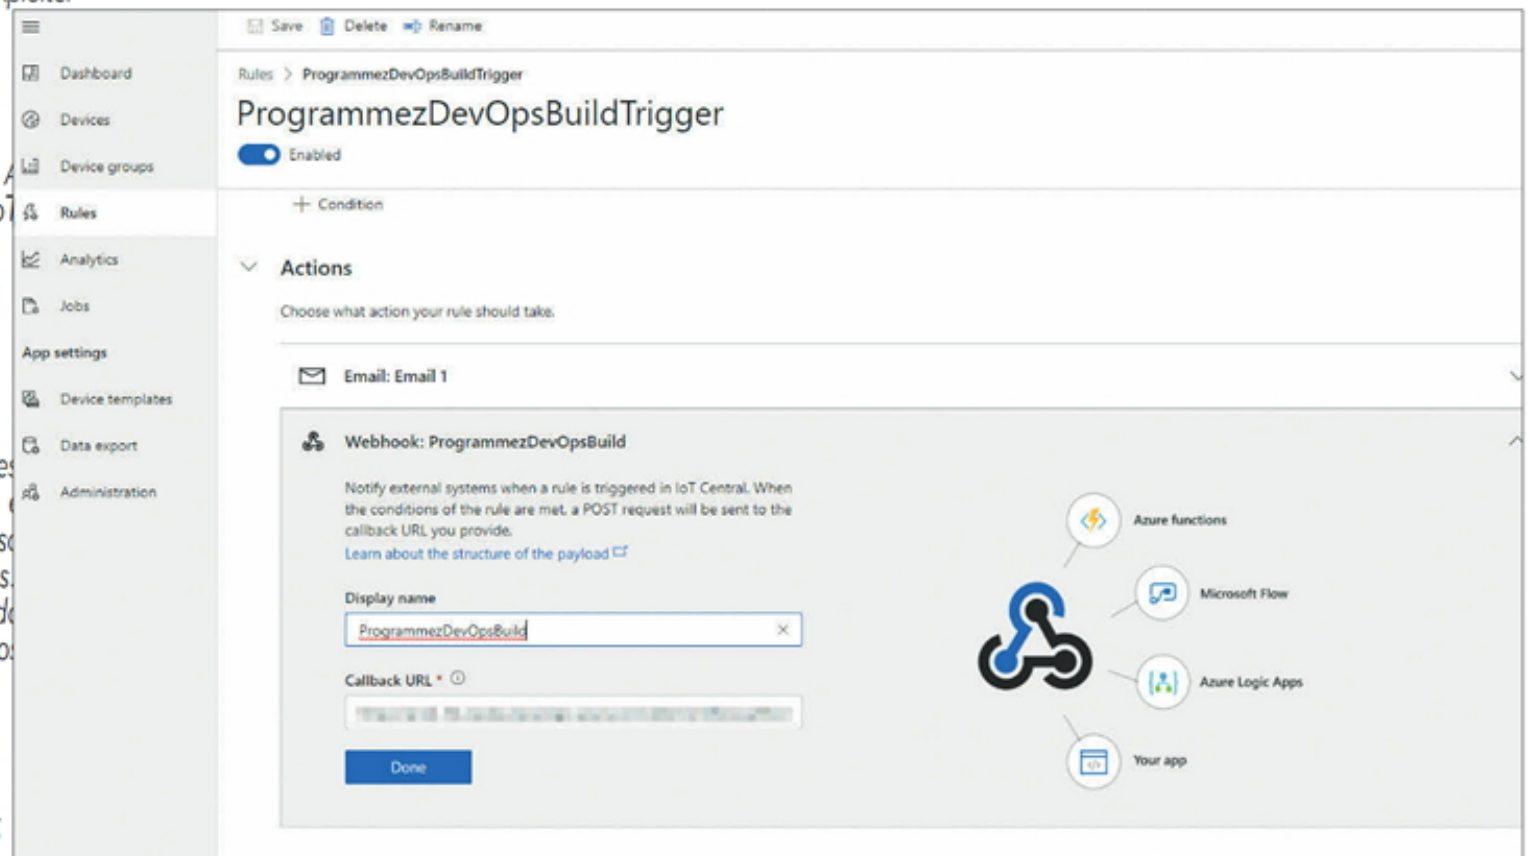 Save Delete Rename
Dashboard
Devices
Device groups
Rules
Analytics
Jobs
App settings
Device templates
Data export
Administration
Rules > ProgrammezDevOpsBuildTrigger
ProgrammezDevOpsBuildTrigger
Enabled
+ Condition
Actions
Choose what action your rule should take.
Email: Email 1
Webhook: ProgrammezDevOpsBuild
Notify external systems when a rule is triggered in IoT Central. When
the conditions of the rule are met, a POST request will be sent to the
callback URL you provide.
Learn about the structure of the payload
Display name
ProgrammezDevOpsBuild
Callback URL *
Done
Azure functions
Microsoft Flow
Azure Logic Apps
Your app